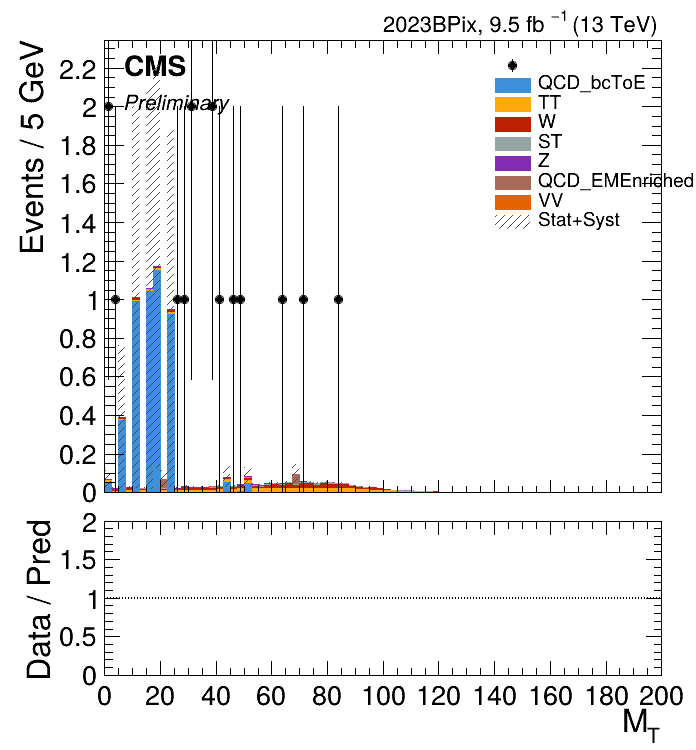 2023BPix, 9.5 fb⁻¹ (13 TeV)
CMS
Preliminary
Events / 5 GeV
2.2
2
1.8
1.6
1.4
1.2
1
0.8
0.6
0.4
0.2
0
QCD_bcToE
TT
W
ST
Z
QCD_EMEnriched
VV
Stat+Syst
Data / Pred
2
1.5
1
0.5
0
0 20 40 60 80 100 120 140 160 180 200
M_T